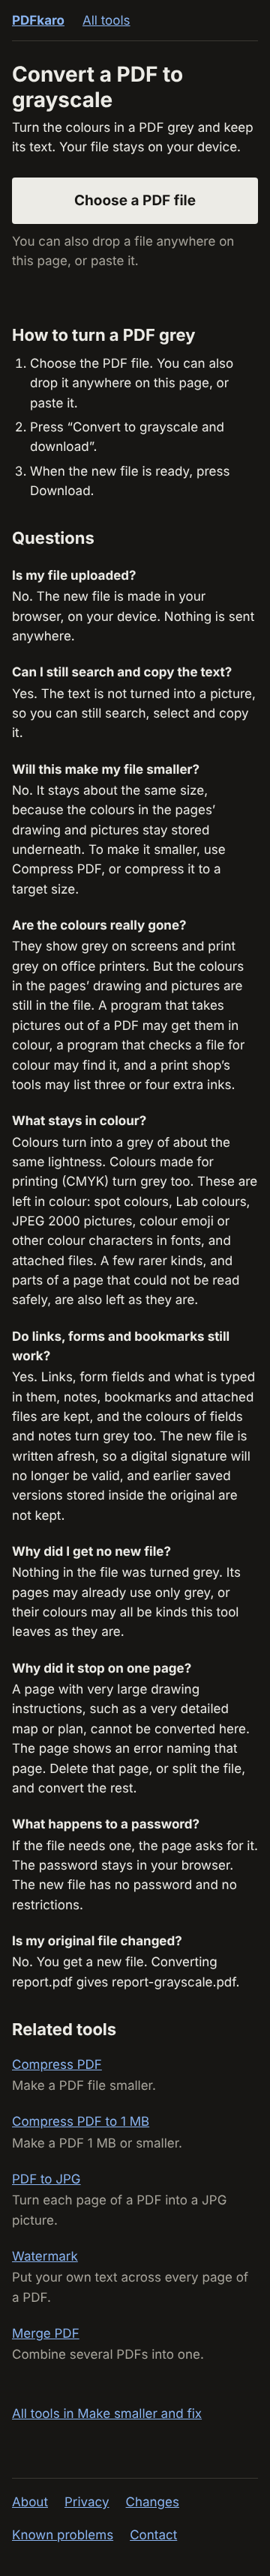 PDFkaro All tools
Convert a PDF to
grayscale
Turn the colours in a PDF grey and keep
its text. Your file stays on your device.
Choose a PDF file
You can also drop a file anywhere on
this page, or paste it.
How to turn a PDF grey
1. Choose the PDF file. You can also
drop it anywhere on this page, or
paste it.
2. Press “Convert to grayscale and
download”.
3. When the new file is ready, press
Download.
Questions
Is my file uploaded?
No. The new file is made in your
browser, on your device. Nothing is sent
anywhere.
Can I still search and copy the text?
Yes. The text is not turned into a picture,
so you can still search, select and copy
it.
Will this make my file smaller?
No. It stays about the same size,
because the colours in the pages’
drawing and pictures stay stored
underneath. To make it smaller, use
Compress PDF, or compress it to a
target size.
Are the colours really gone?
They show grey on screens and print
grey on office printers. But the colours
in the pages’ drawing and pictures are
still in the file. A program that takes
pictures out of a PDF may get them in
colour, a program that checks a file for
colour may find it, and a print shop’s
tools may list three or four extra inks.
What stays in colour?
Colours turn into a grey of about the
same lightness. Colours made for
printing (CMYK) turn grey too. These are
left in colour: spot colours, Lab colours,
JPEG 2000 pictures, colour emoji or
other colour characters in fonts, and
attached files. A few rarer kinds, and
parts of a page that could not be read
safely, are also left as they are.
Do links, forms and bookmarks still
work?
Yes. Links, form fields and what is typed
in them, notes, bookmarks and attached
files are kept, and the colours of fields
and notes turn grey too. The new file is
written afresh, so a digital signature will
no longer be valid, and earlier saved
versions stored inside the original are
not kept.
Why did I get no new file?
Nothing in the file was turned grey. Its
pages may already use only grey, or
their colours may all be kinds this tool
leaves as they are.
Why did it stop on one page?
A page with very large drawing
instructions, such as a very detailed
map or plan, cannot be converted here.
The page shows an error naming that
page. Delete that page, or split the file,
and convert the rest.
What happens to a password?
If the file needs one, the page asks for it.
The password stays in your browser.
The new file has no password and no
restrictions.
Is my original file changed?
No. You get a new file. Converting
report.pdf gives report-grayscale.pdf.
Related tools
Compress PDF
Make a PDF file smaller.
Compress PDF to 1 MB
Make a PDF 1 MB or smaller.
PDF to JPG
Turn each page of a PDF into a JPG
picture.
Watermark
Put your own text across every page of
a PDF.
Merge PDF
Combine several PDFs into one.
All tools in Make smaller and fix
About Privacy Changes
Known problems Contact